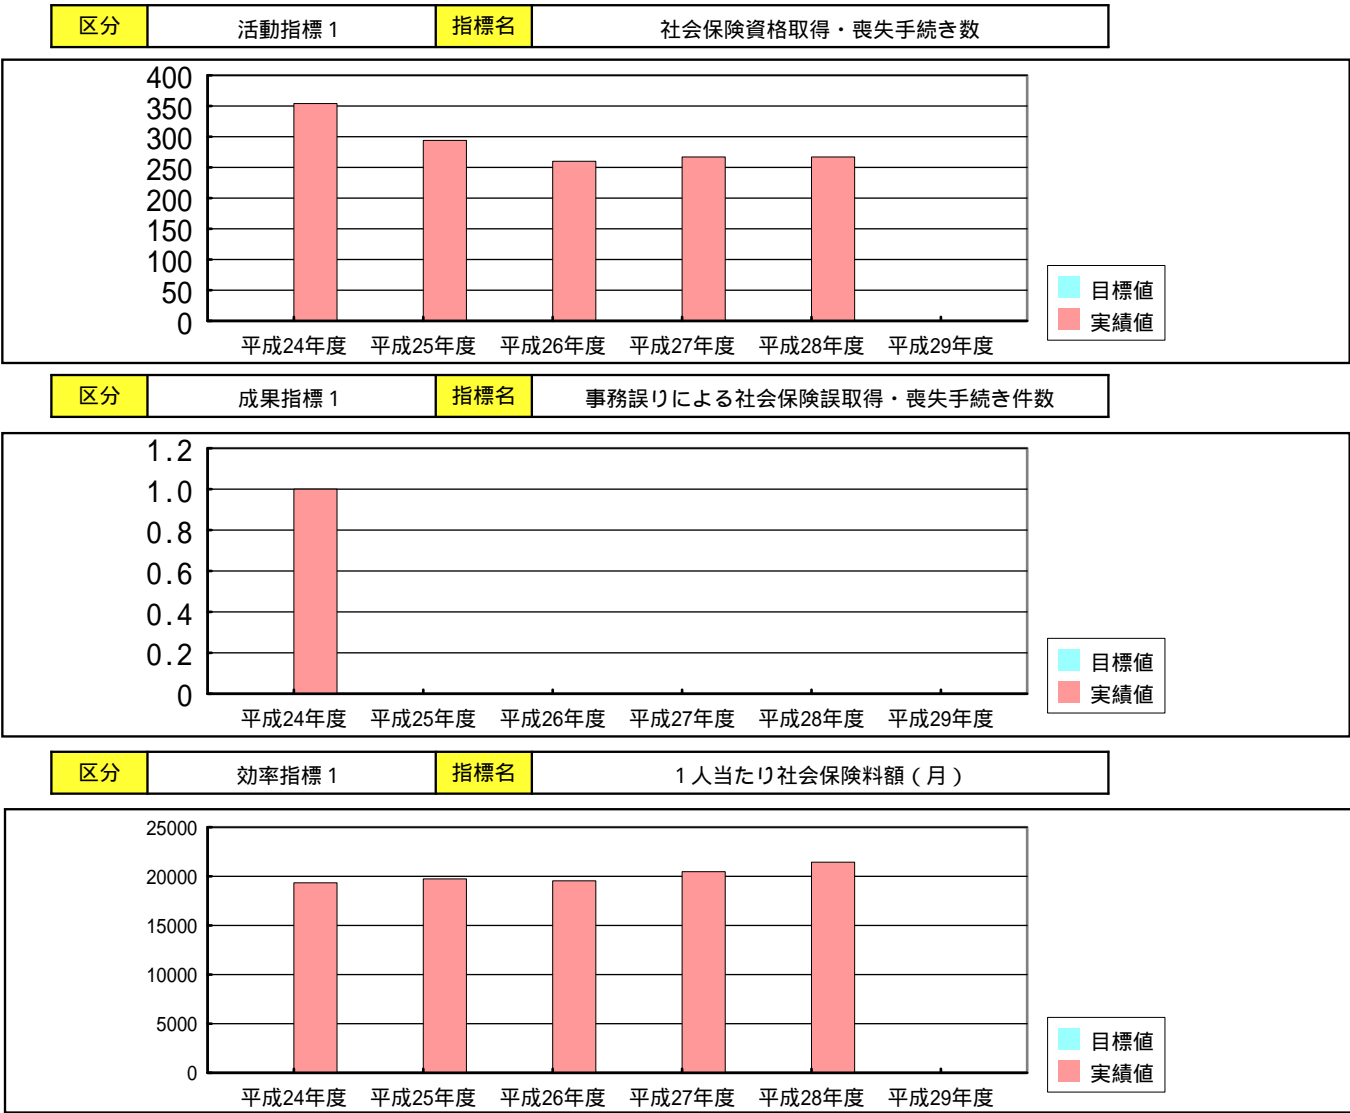 区分 活動指標1 指標名 社会保険資格取得・喪失手続き数
400
350
300
250
200
150
100
50
0
平成24年度 平成25年度 平成26年度 平成27年度 平成28年度 平成29年度
目標値
実績値
区分 成果指標1 指標名 事務誤りによる社会保険誤取得・喪失手続き件数
1.2
1.0
0.8
0.6
0.4
0.2
0
平成24年度 平成25年度 平成26年度 平成27年度 平成28年度 平成29年度
目標値
実績値
区分 効率指標1 指標名 1人当たり社会保険料額(月)
25000
20000
15000
10000
5000
0
平成24年度 平成25年度 平成26年度 平成27年度 平成28年度 平成29年度
目標値
実績値